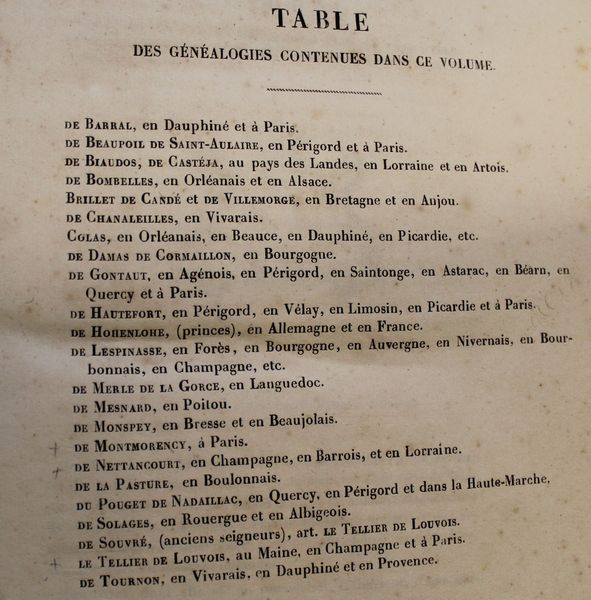 TABLE
DES GÉNÉALOGIES CONTENUES DANS CE VOLUME.
DE BARRAL, en Dauphiné et à Paris.
DE BEAUPOIL DE SAINT-AULAIRE, en Périgord et à Paris.
DE BIAUDOS, DE CASTÉJA, au pays des Landes, en Lorraine et en Artois.
DE BOMBELLES, en Orléanais et en Alsace.
BRILLET DE CANDÉ et DE VILLEMORGE, en Bretagne et en Anjou.
DE CHANALEILLES, en Vivarais.
COLAS, en Orléanais, en Beauce, en Dauphiné, en Picardie, etc.
DE DAMAS DE CORMAILLON, en Bourgogne.
DE GONTAUT, en Agénois, en Périgord, en Saintonge, en Astarac, en Béarn, en
Quercy et à Paris.
DE HAUTEFORT, en Périgord, en Vélay, en Limosin, en Picardie et à Paris.
DE HOHENLOHE, (princes), en Allemagne et en France.
DE LESPINASSE, en Forès, en Bourgogne, en Auvergne, en Nivernais, en Bour-
bonnais, en Champagne, etc.
DE MERLE DE LA GORCE, en Languedoc.
DE MESNARD, en Poitou.
DE MONSPEY, en Bresse et en Beaujolais.
DE MONTMORENCY, à Paris.
DE NETTANCOURT, en Champagne, en Barrois, et en Lorraine.
DE LA PASTURE, en Boulonnais.
DU POUGET DE NADAILLAC, en Quercy, en Périgord et dans la Haute-Marche.
DE SOLAGES, en Rouergue et en Albigeois.
DE SOUVRÉ, (anciens seigneurs), art. LE TELLIER DE LOUVOIS.
LE TELLIER DE LOUVOIS, au Maine, en Champagne et à Paris.
DE TOURNON, en Vivarais, en Dauphiné et en Provence.